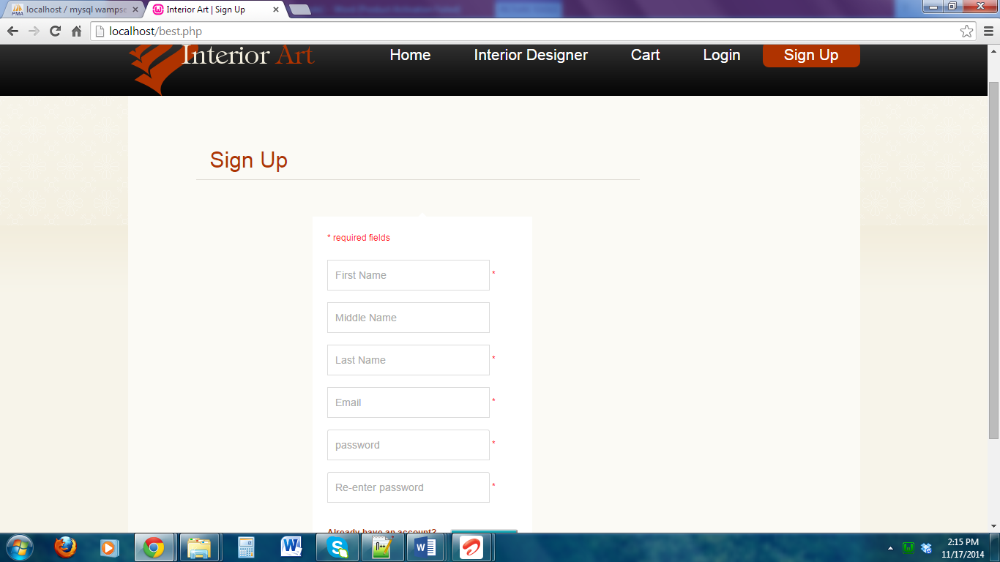 localhost / mysql wampse
Interior Art | Sign Up
localhost/best.php
Interior Art
Home
Interior Designer
Cart
Login
Sign Up
Sign Up
* required fields
First Name *
Middle Name
Last Name *
Email *
password *
Re-enter password *
Already have an account?
2:15 PM
11/17/2014